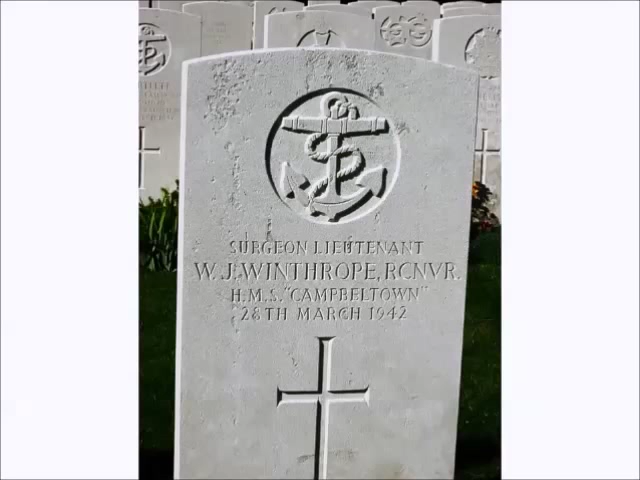 SURGEON LIEUTENANT
W. J. WINTHROPE, RCNVR.
H.M.S. "CAMPBELTOWN"
28TH MARCH 1942